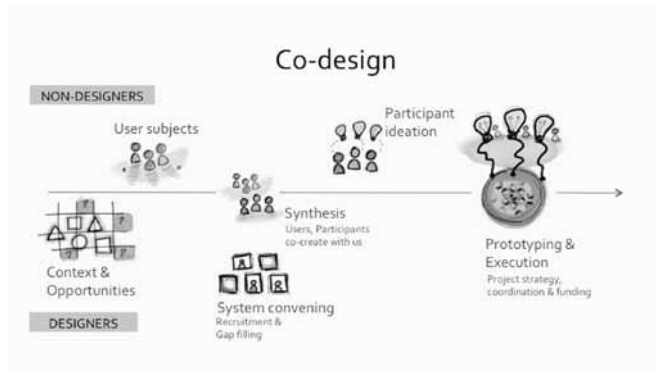 Co-design
NON-DESIGNERS
User subjects
Participant
ideation
Synthesis
Users, Participants
co-create with us
Context &
Opportunities
System convening
Recruitment &
Gap filling
Prototyping &
Execution
Project strategy,
coordination & funding
DESIGNERS
? ? ? ?